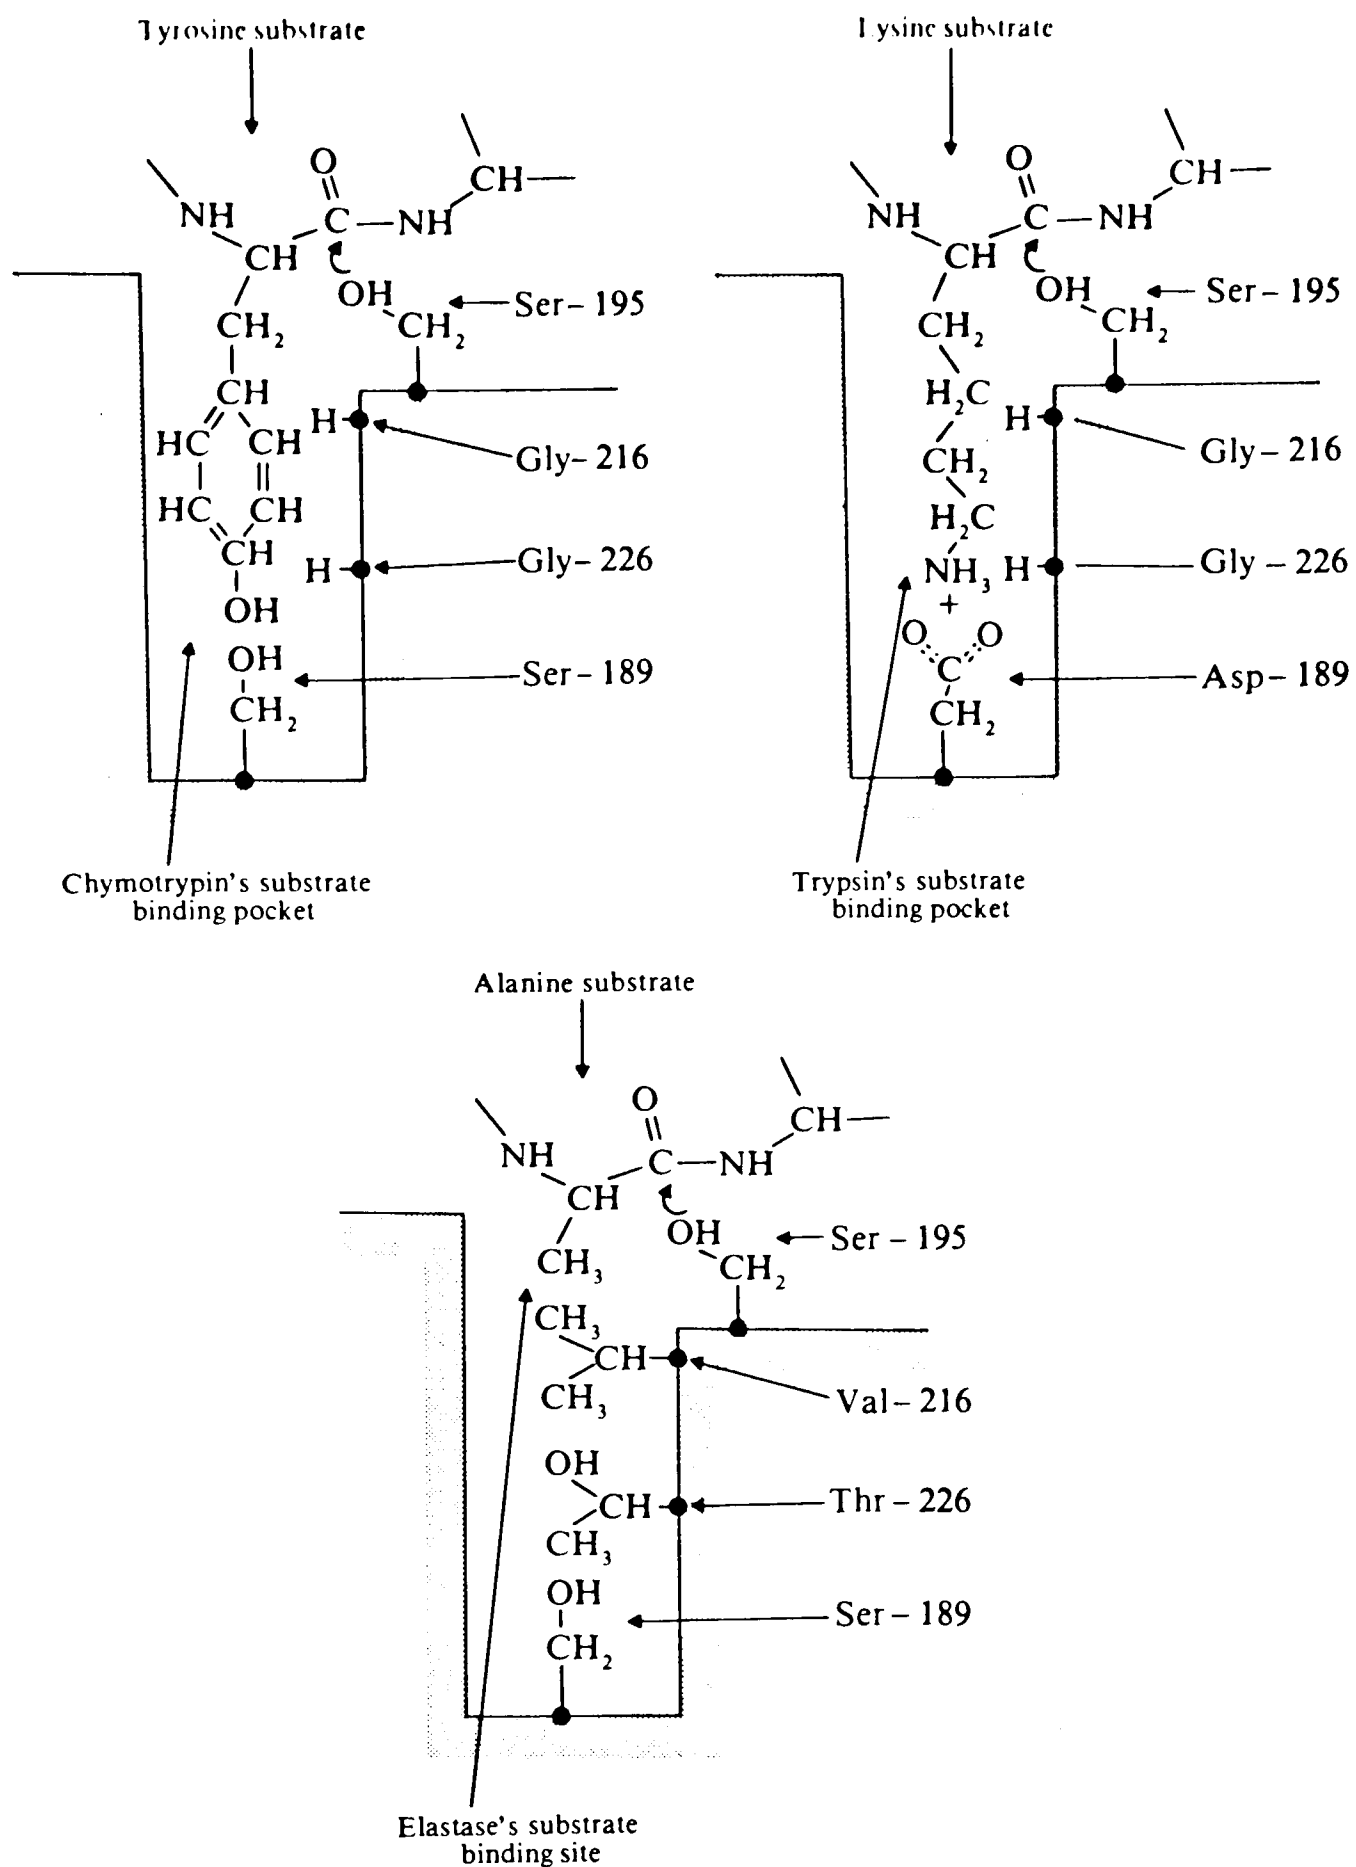 Tyrosine substrate
O
NH
C
NH
CH
CH
OH
CH₂
Ser – 195
CH₂
CH
H
HC
CH
Gly – 216
HC
CH
CH
H
Gly – 226
OH
OH
Ser – 189
CH₂
Chymotrypin's substrate
binding pocket
Lysine substrate
O
NH
C
NH
CH
CH
OH
CH₂
Ser – 195
CH₂
H₂C
H
Gly – 216
CH₂
H₂C
NH₃
+
H
Gly – 226
O
O
C
Asp – 189
CH₂
Trypsin's substrate
binding pocket
Alanine substrate
O
NH
C
NH
CH
CH
OH
CH₂
Ser – 195
CH₃
CH₃
CH
CH₃
Val – 216
OH
CH
CH₃
Thr – 226
OH
CH₂
Ser – 189
Elastase's substrate
binding site